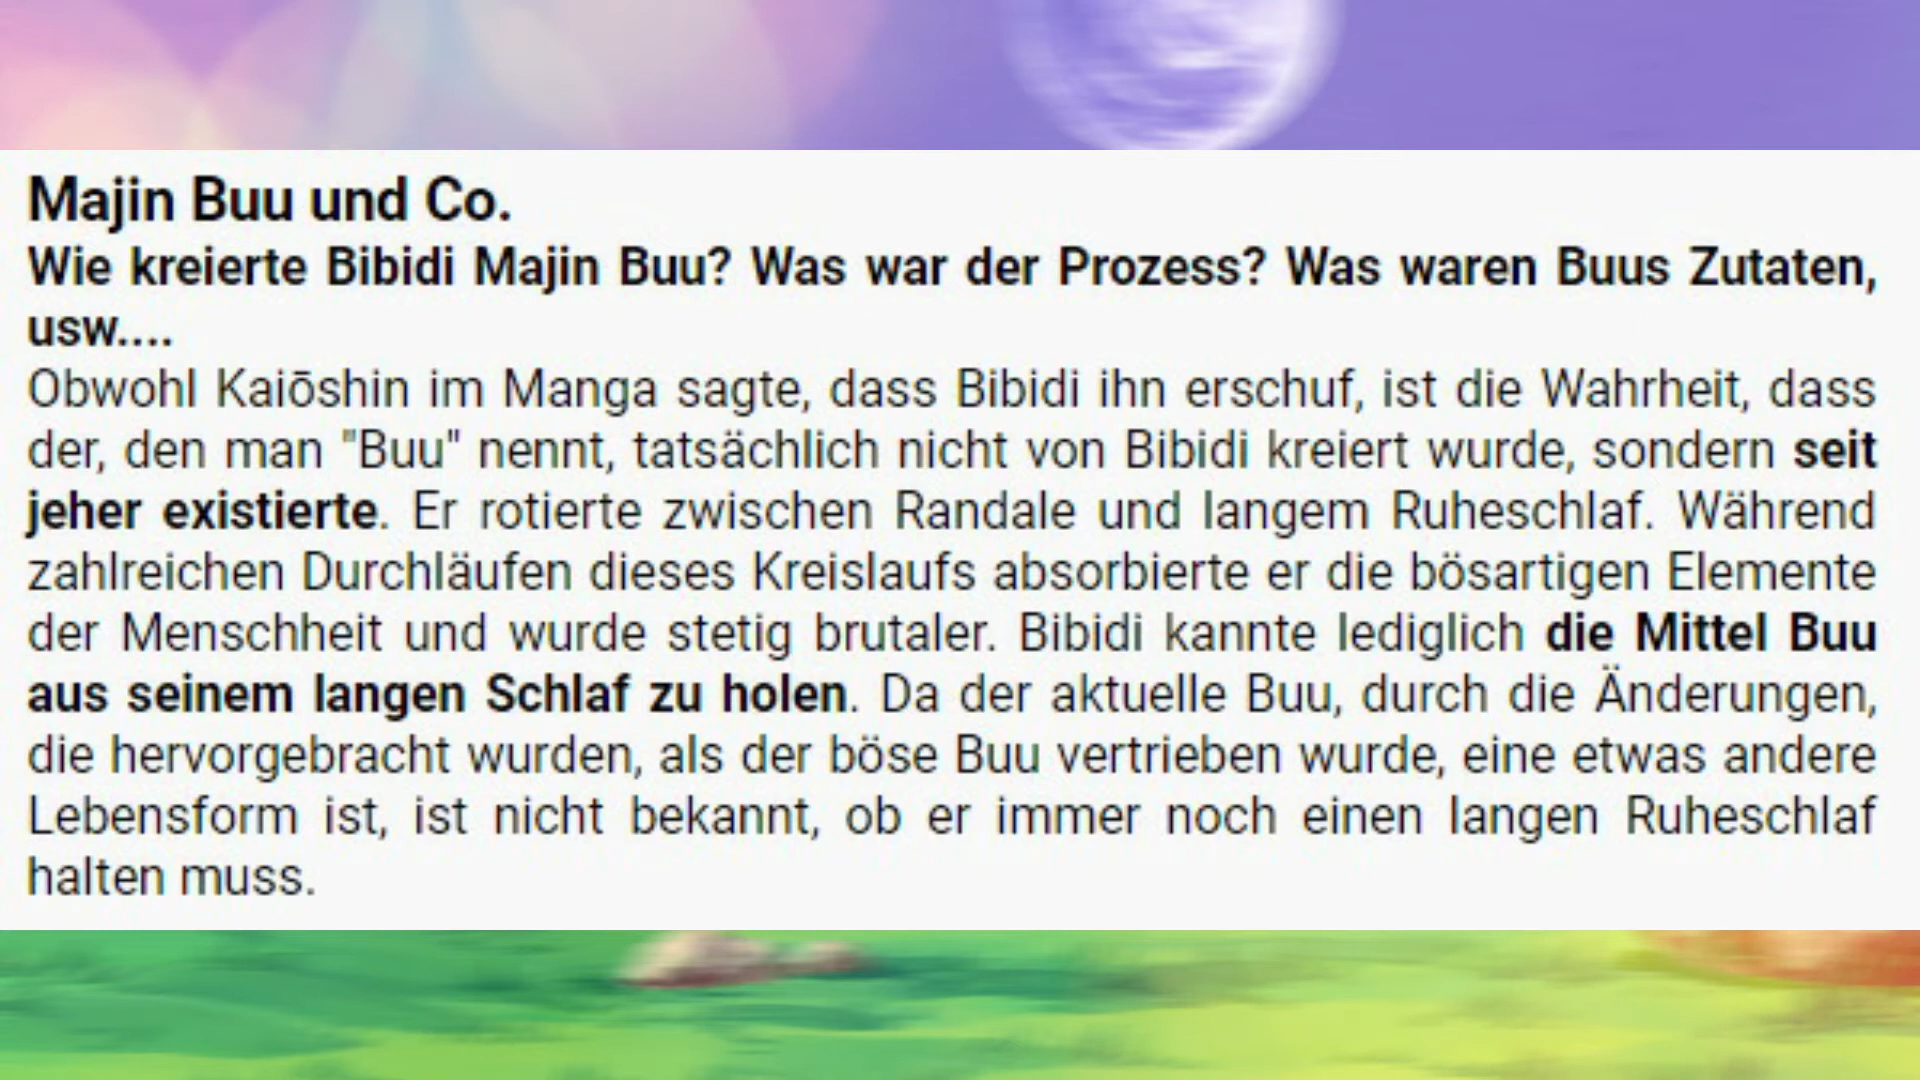 Majin Buu und Co.
Wie kreierte Bibidi Majin Buu? Was war der Prozess? Was waren Buus Zutaten,
usw....
Obwohl Kaiōshin im Manga sagte, dass Bibidi ihn erschuf, ist die Wahrheit, dass
der, den man "Buu" nennt, tatsächlich nicht von Bibidi kreiert wurde, sondern seit
jeher existierte. Er rotierte zwischen Randale und langem Ruheschlaf. Während
zahlreichen Durchläufen dieses Kreislaufs absorbierte er die bösartigen Elemente
der Menschheit und wurde stetig brutaler. Bibidi kannte lediglich die Mittel Buu
aus seinem langen Schlaf zu holen. Da der aktuelle Buu, durch die Änderungen,
die hervorgebracht wurden, als der böse Buu vertrieben wurde, eine etwas andere
Lebensform ist, ist nicht bekannt, ob er immer noch einen langen Ruheschlaf
halten muss.